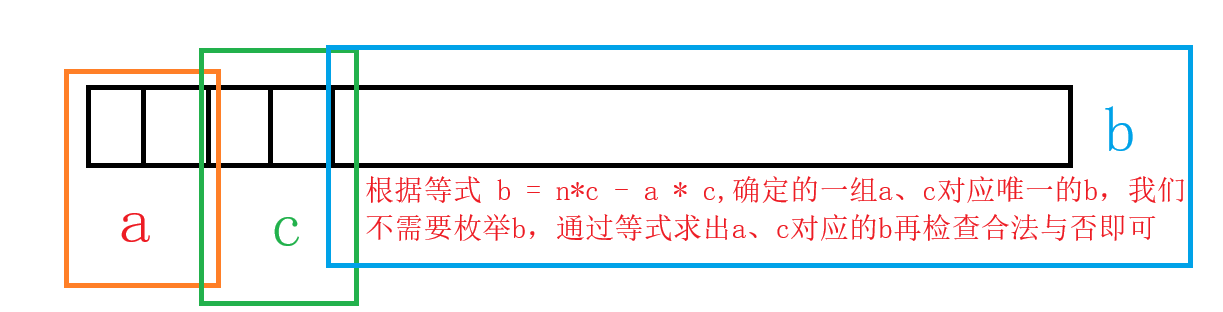 b
根据等式 b = n*c - a * c,确定的一组a、c对应唯一的b，我们
不需要枚举b，通过等式求出a、c对应的b再检查合法与否即可
a
c